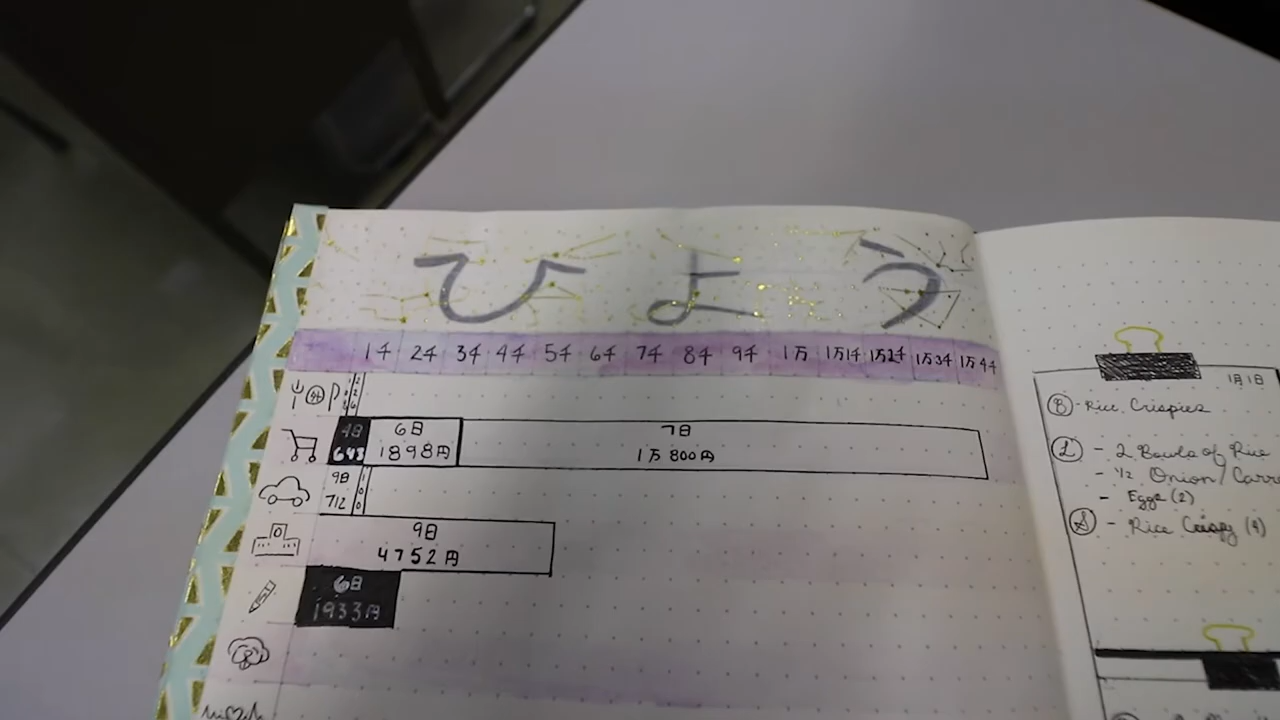 ひよう
1千 2千 3千 4千 5千 6千 7千 8千 9千 1万 1万1千 1万2千 1万3千 1万4千
4日 6日 7日
643 1898円 1万800円
9日
712
9日
4752円
6日
1933円
1月1日
B - Rice Crispies
L - 2 Bowls of Rice
- 1/2 Onion/Carr
- Eggs (2)
S - Rice Crispy (4)